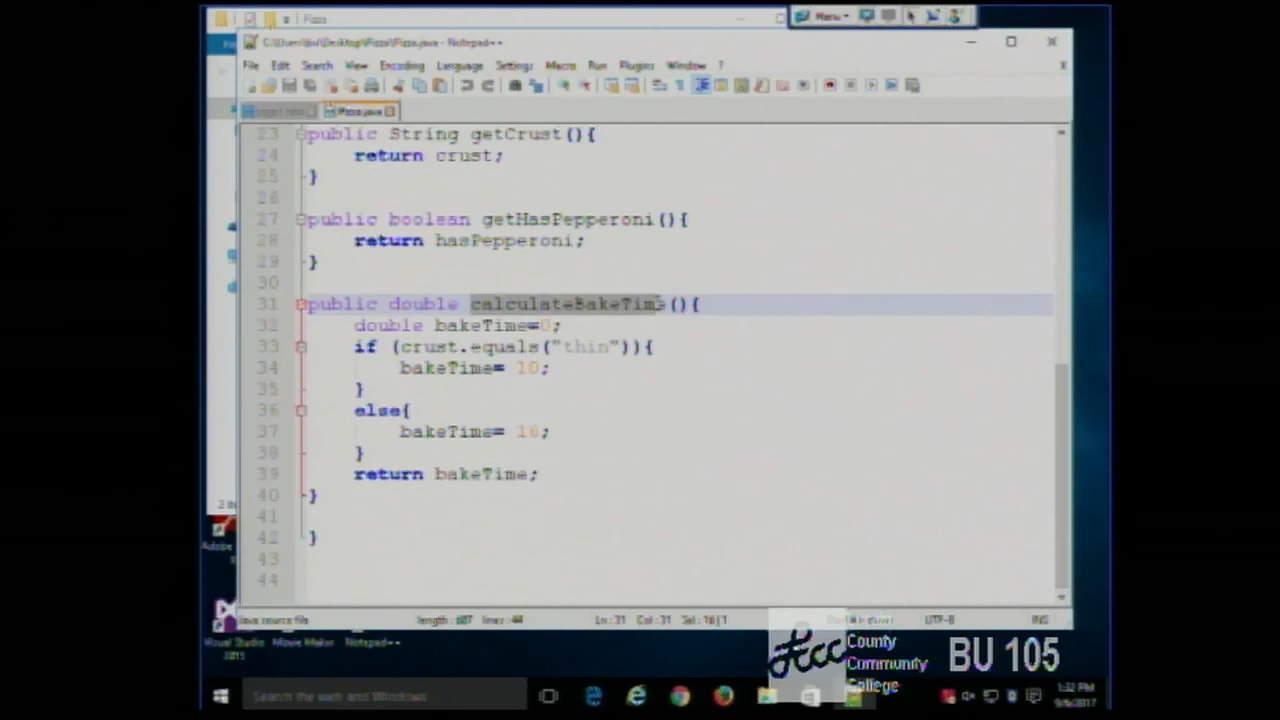 Pizza
Menu
C:\Users\bu\Desktop\Pizza\Pizza.java - Notepad++
File Edit Search View Encoding Language Settings Macro Run Plugins Window ?
Pizza.java
23 public String getCrust(){
24 return crust;
25 }
26
27 public boolean getHasPepperoni(){
28 return hasPepperoni;
29 }
30
31 public double calculateBakeTime(){
32 double bakeTime=0;
33 if (crust.equals("thin")){
34 bakeTime= 10;
35 }
36 else{
37 bakeTime= 16;
38 }
39 return bakeTime;
40 }
41
42 }
43
44
Java source file length: 687 lines: 44 Ln:31 Col:31 Sel:16|1 UTF-8 INS
Visual Studio 2015
Movie Maker
Notepad++
County
Community
College
BU 105
Search the web and Windows
1:32 PM
9/6/2017